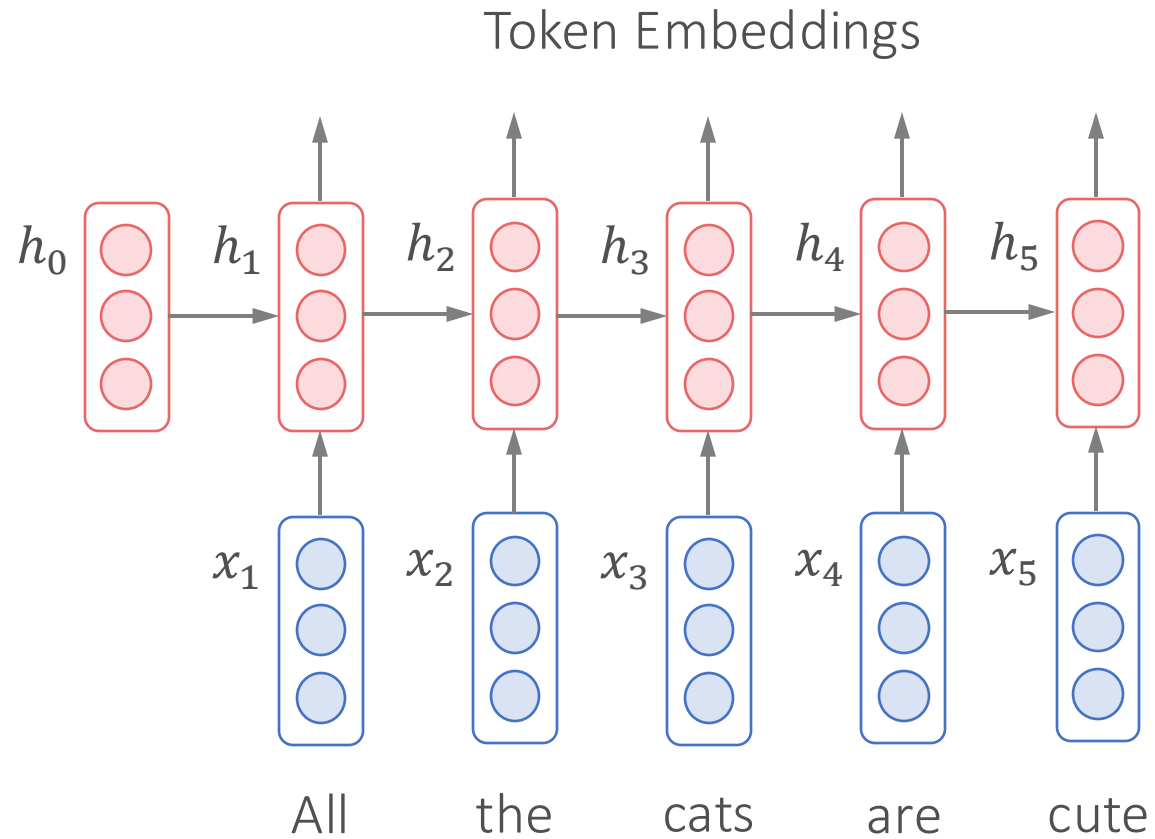 Token Embeddings
h₀ h₁ h₂ h₃ h₄ h₅
x₁ x₂ x₃ x₄ x₅
All the cats are cute